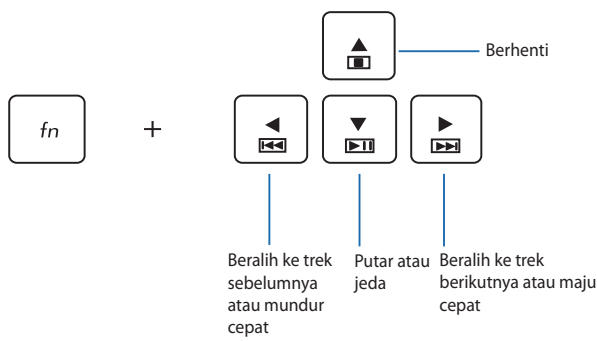 Berhenti
fn
+
Beralih ke trek
sebelumnya
atau mundur
cepat
Putar atau
jeda
Beralih ke trek
berikutnya atau maju
cepat